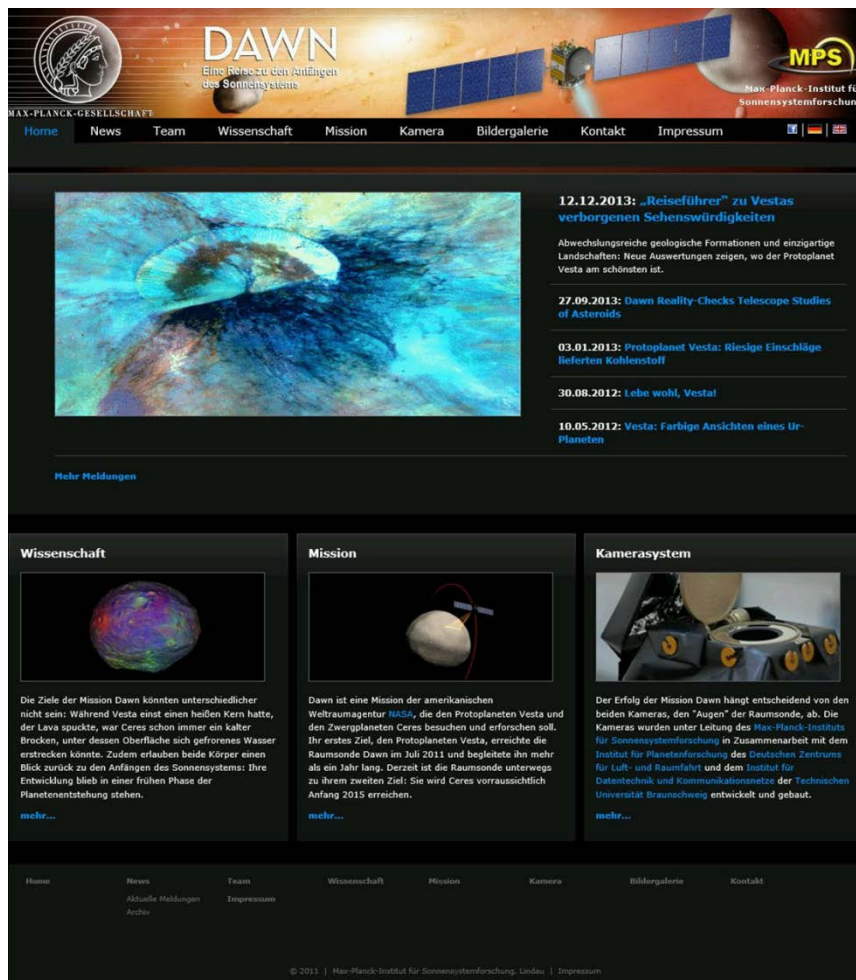 DAWN
Eine Reise zu den Anfängen
des Sonnensystems
MPS
Max-Planck-Institut für
Sonnensystemforschung
MAX-PLANCK-GESELLSCHAFT
Home News Team Wissenschaft Mission Kamera Bildergalerie Kontakt Impressum
12.12.2013: „Reiseführer" zu Vestas
verborgenen Sehenswürdigkeiten
Abwechslungsreiche geologische Formationen und einzigartige
Landschaften: Neue Auswertungen zeigen, wo der Protoplanet
Vesta am schönsten ist.
27.09.2013: Dawn Reality-Checks Telescope Studies
of Asteroids
03.01.2013: Protoplanet Vesta: Riesige Einschläge
lieferten Kohlenstoff
30.08.2012: Lebe wohl, Vesta!
10.05.2012: Vesta: Farbige Ansichten eines Ur-
Planeten
Mehr Meldungen
Wissenschaft
Die Ziele der Mission Dawn könnten unterschiedlicher
nicht sein: Während Vesta einst einen heißen Kern hatte,
der Lava spuckte, war Ceres schon immer ein kalter
Brocken, unter dessen Oberfläche sich gefrorenes Wasser
erstrecken könnte. Zudem erlauben beide Körper einen
Blick zurück zu den Anfängen des Sonnensystems: Ihre
Entwicklung blieb in einer frühen Phase der
Planetenentstehung stehen.
mehr...
Mission
Dawn ist eine Mission der amerikanischen
Weltraumagentur NASA, die den Protoplaneten Vesta und
den Zwergplaneten Ceres besuchen und erforschen soll.
Ihr erstes Ziel, den Protoplaneten Vesta, erreichte die
Raumsonde Dawn im Juli 2011 und begleitete ihn mehr
als ein Jahr lang. Derzeit ist die Raumsonde unterwegs
zu ihrem zweiten Ziel: Sie wird Ceres vorraussichtlich
Anfang 2015 erreichen.
mehr...
Kamerasystem
Der Erfolg der Mission Dawn hängt entscheidend von den
beiden Kameras, den "Augen" der Raumsonde, ab. Die
Kameras wurden unter Leitung des Max-Planck-Instituts
für Sonnensystemforschung in Zusammenarbeit mit dem
Institut für Planetenforschung des Deutschen Zentrums
für Luft- und Raumfahrt und dem Institut für
Datentechnik und Kommunikationsnetze der Technischen
Universität Braunschweig entwickelt und gebaut.
mehr...
Home News Team Wissenschaft Mission Kamera Bildergalerie Kontakt
Aktuelle Meldungen Impressum
Archiv
© 2011 | Max-Planck-Institut für Sonnensystemforschung, Lindau | Impressum